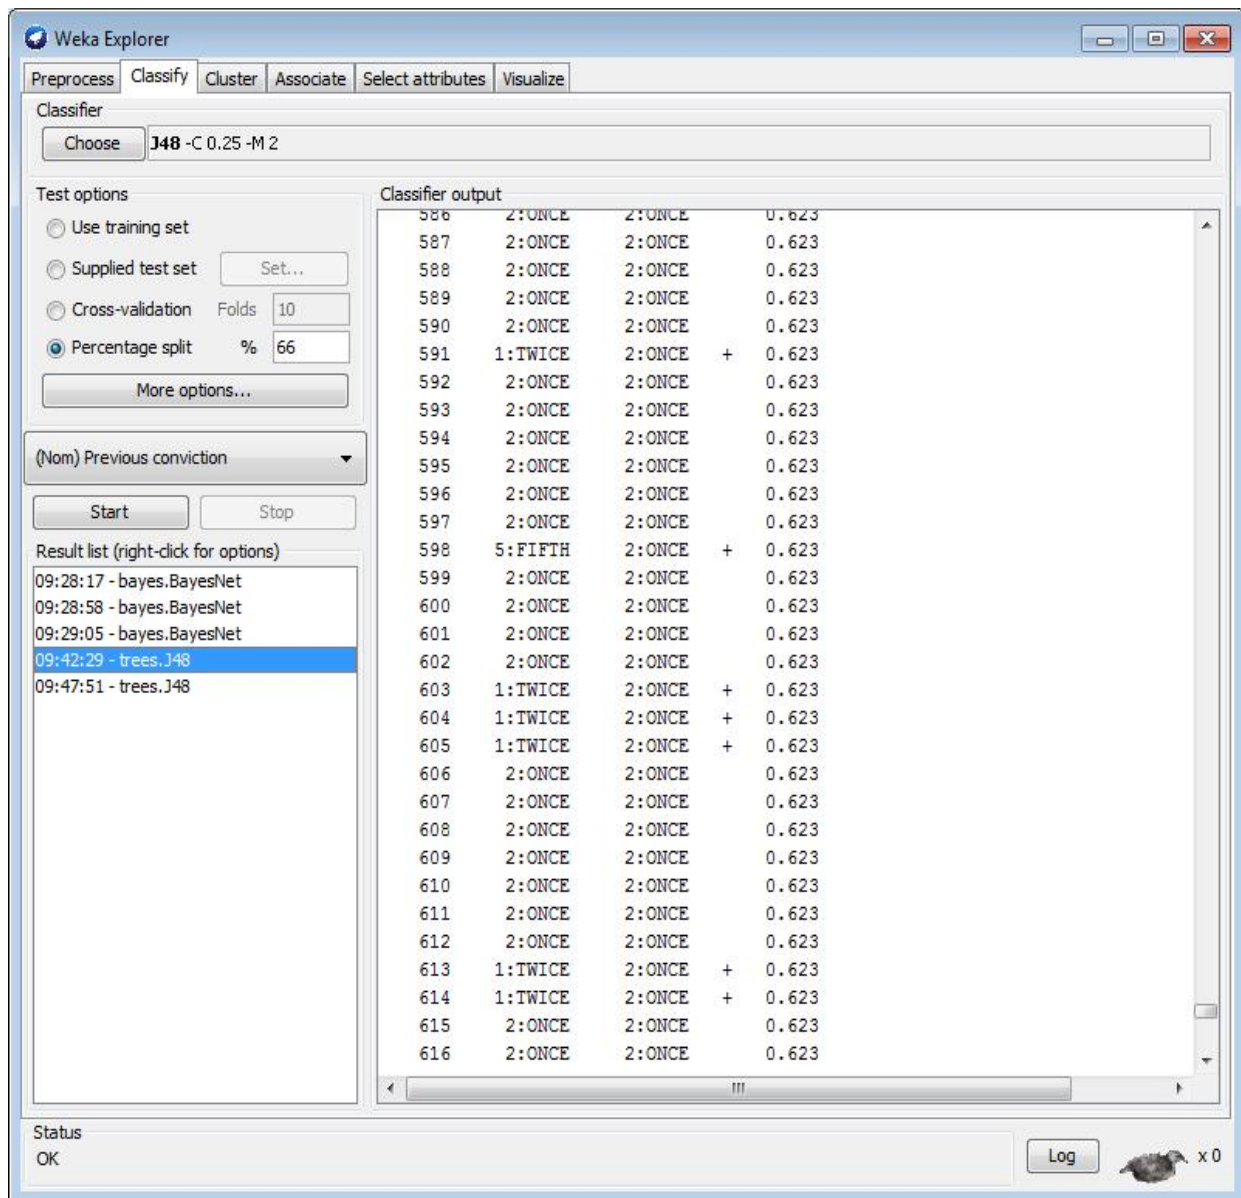 Weka Explorer
Preprocess Classify Cluster Associate Select attributes Visualize
Classifier
Choose J48 -C 0.25 -M 2
Test options
Use training set
Supplied test set Set...
Cross-validation Folds 10
Percentage split % 66
More options...
(Nom) Previous conviction
Start Stop
Result list (right-click for options)
09:28:17 - bayes.BayesNet
09:28:58 - bayes.BayesNet
09:29:05 - bayes.BayesNet
09:42:29 - trees.J48
09:47:51 - trees.J48
Classifier output
586 2:ONCE 2:ONCE 0.623
587 2:ONCE 2:ONCE 0.623
588 2:ONCE 2:ONCE 0.623
589 2:ONCE 2:ONCE 0.623
590 2:ONCE 2:ONCE 0.623
591 1:TWICE 2:ONCE + 0.623
592 2:ONCE 2:ONCE 0.623
593 2:ONCE 2:ONCE 0.623
594 2:ONCE 2:ONCE 0.623
595 2:ONCE 2:ONCE 0.623
596 2:ONCE 2:ONCE 0.623
597 2:ONCE 2:ONCE 0.623
598 5:FIFTH 2:ONCE + 0.623
599 2:ONCE 2:ONCE 0.623
600 2:ONCE 2:ONCE 0.623
601 2:ONCE 2:ONCE 0.623
602 2:ONCE 2:ONCE 0.623
603 1:TWICE 2:ONCE + 0.623
604 1:TWICE 2:ONCE + 0.623
605 1:TWICE 2:ONCE + 0.623
606 2:ONCE 2:ONCE 0.623
607 2:ONCE 2:ONCE 0.623
608 2:ONCE 2:ONCE 0.623
609 2:ONCE 2:ONCE 0.623
610 2:ONCE 2:ONCE 0.623
611 2:ONCE 2:ONCE 0.623
612 2:ONCE 2:ONCE 0.623
613 1:TWICE 2:ONCE + 0.623
614 1:TWICE 2:ONCE + 0.623
615 2:ONCE 2:ONCE 0.623
616 2:ONCE 2:ONCE 0.623
Status
OK
Log x 0